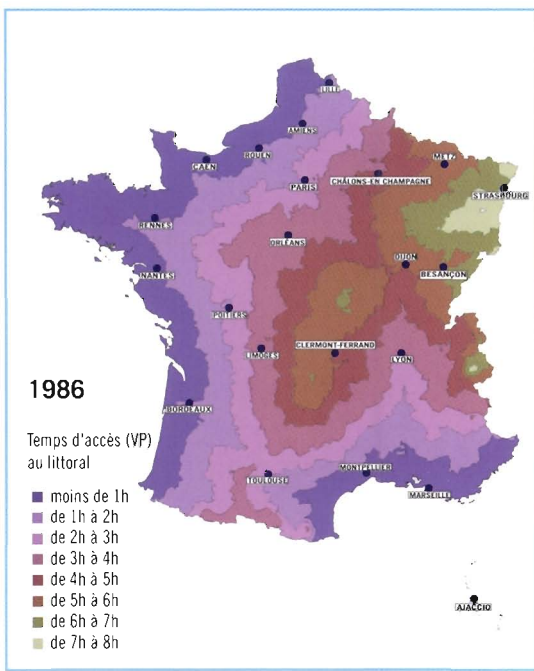 LILLE
AMIENS
ROUEN
CAEN
METZ
PARIS
CHÂLONS-EN CHAMPAGNE
STRASBOURG
RENNES
ORLÉANS
DIJON
BESANÇON
NANTES
POITIERS
LIMOGES
CLERMONT-FERRAND
LYON
1986
BORDEAUX
Temps d'accès (VP)
au littoral
MONTPELLIER
TOULOUSE
MARSEILLE
moins de 1h
de 1h à 2h
de 2h à 3h
de 3h à 4h
de 4h à 5h
de 5h à 6h
de 6h à 7h
de 7h à 8h
AJACCIO